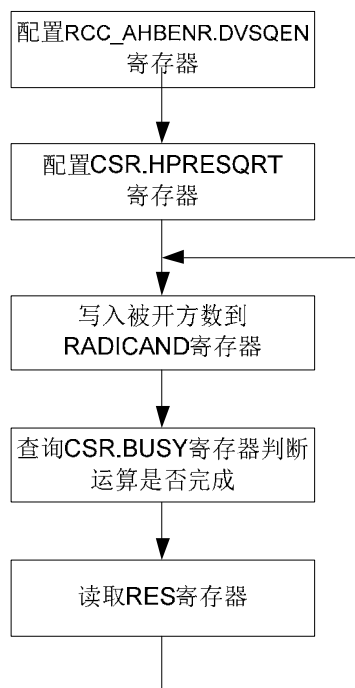 配置RCC_AHBENR.DVSQEN
寄存器
配置CSR.HPRESQRT
寄存器
写入被开方数到
RADICAND寄存器
查询CSR.BUSY寄存器判断
运算是否完成
读取RES寄存器